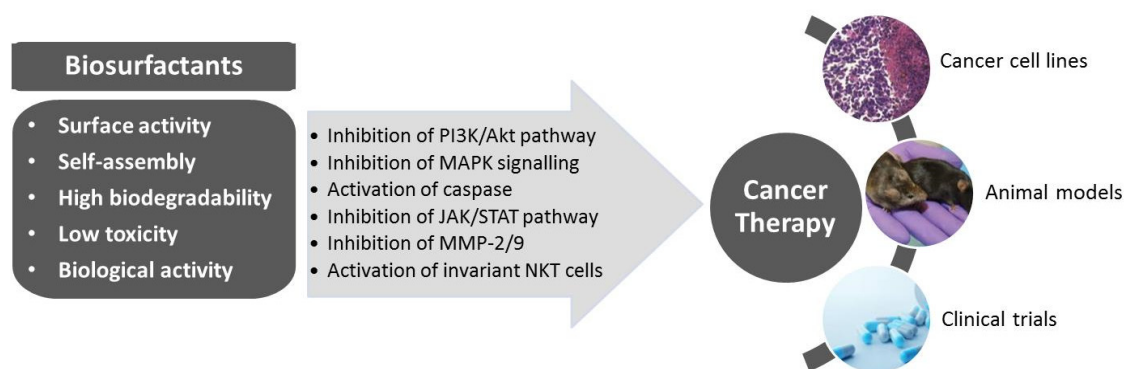 Biosurfactants
• Surface activity
• Self-assembly
• High biodegradability
• Low toxicity
• Biological activity
• Inhibition of PI3K/Akt pathway
• Inhibition of MAPK signalling
• Activation of caspase
• Inhibition of JAK/STAT pathway
• Inhibition of MMP-2/9
• Activation of invariant NKT cells
Cancer
Therapy
Cancer cell lines
Animal models
Clinical trials